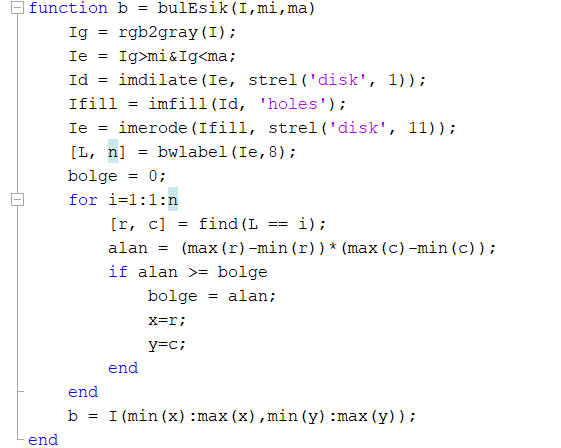 function b = bulEsik(I,mi,ma)
Ig = rgb2gray(I);
Ie = Ig>mi&Ig<ma;
Id = imdilate(Ie, strel('disk', 1));
Ifill = imfill(Id, 'holes');
Ie = imerode(Ifill, strel('disk', 11));
[L, n] = bwlabel(Ie,8);
bolge = 0;
for i=1:1:n
[r, c] = find(L == i);
alan = (max(r)-min(r))*(max(c)-min(c));
if alan >= bolge
bolge = alan;
x=r;
y=c;
end
end
b = I(min(x):max(x),min(y):max(y));
end